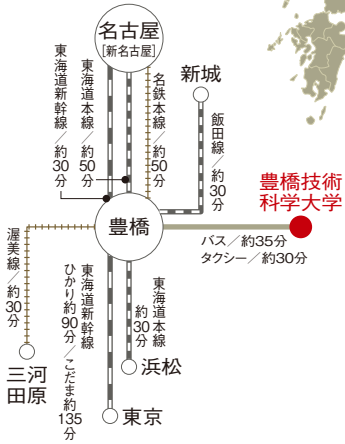 名古屋
[新名古屋]
新城
東海道新幹線／約30分
東海道本線／約50分
名鉄本線／約50分
飯田線／約30分
豊橋技術
科学大学
豊橋
バス／約35分
タクシー／約30分
渥美線／約30分
東海道新幹線
ひかり約90分／こだま約135分
東海道本線
約30分
三河
田原
浜松
東京